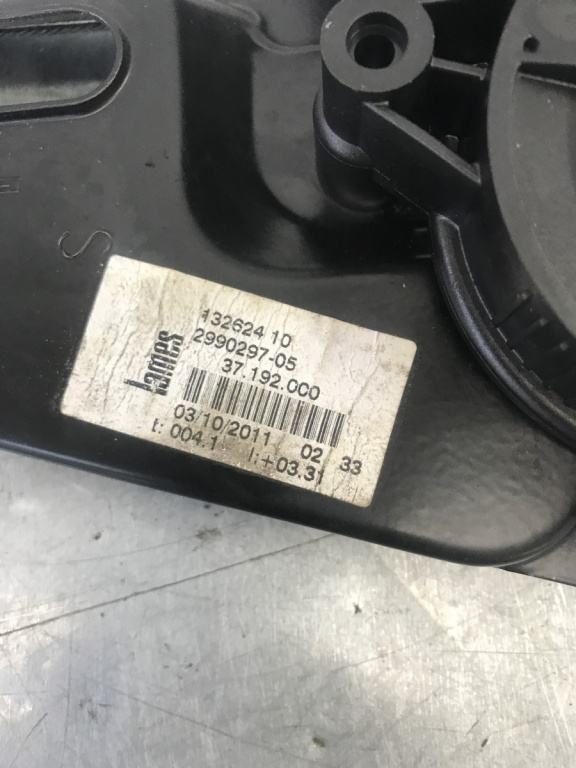 lames
132624 10
2990297-05
37.192.000
03/10/2011 02 33
t: 004.1 l:+03.31
S